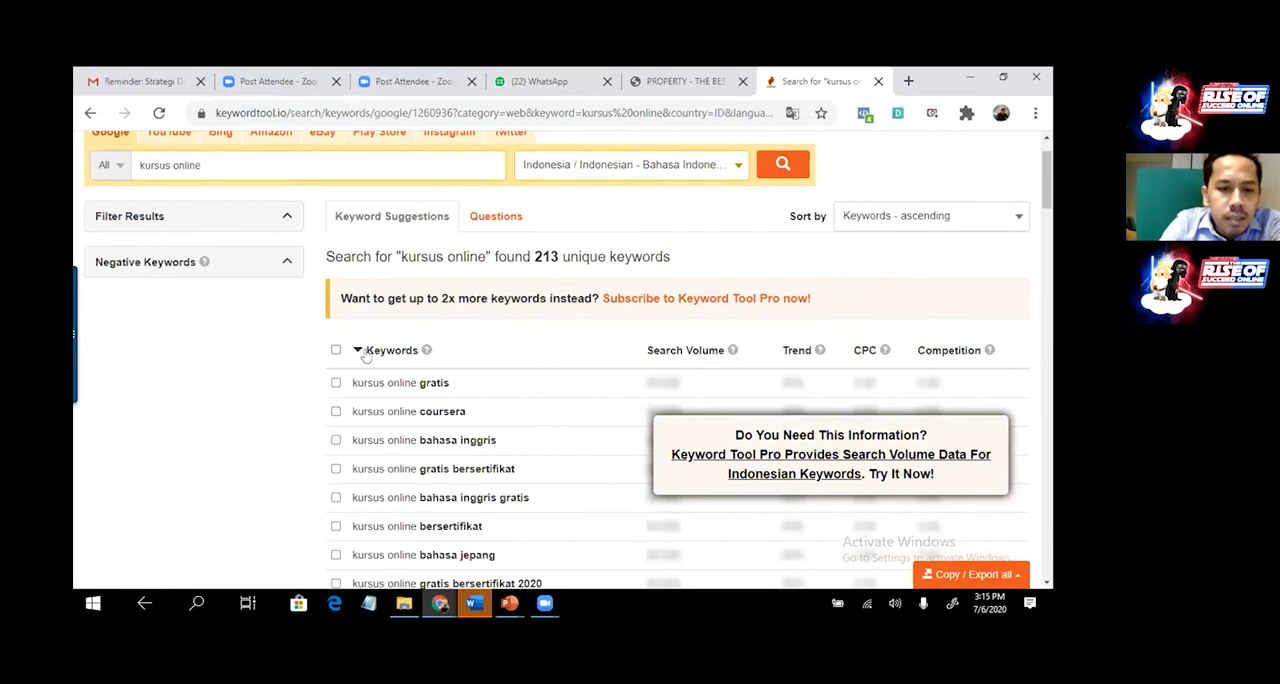 Reminder: Strategi D
Post Attendee - Zoo
Post Attendee - Zoo
(22) WhatsApp
PROPERTY - THE BES
Search for "kursus on
keywordtool.io/search/keywords/google/1260936?category=web&keyword=kursus%20online&country=ID&langua...
Google YouTube Bing Amazon eBay Play Store Instagram Twitter
All kursus online Indonesia / Indonesian - Bahasa Indone...
Filter Results
Keyword Suggestions Questions Sort by Keywords - ascending
Negative Keywords
Search for "kursus online" found 213 unique keywords
Want to get up to 2x more keywords instead? Subscribe to Keyword Tool Pro now!
Keywords Search Volume Trend CPC Competition
kursus online gratis
kursus online coursera
kursus online bahasa inggris
kursus online gratis bersertifikat
kursus online bahasa inggris gratis
kursus online bersertifikat
kursus online bahasa jepang
kursus online gratis bersertifikat 2020
Do You Need This Information?
Keyword Tool Pro Provides Search Volume Data For
Indonesian Keywords. Try It Now!
Activate Windows
Go to Settings to activate Windows.
Copy / Export all
3:15 PM
7/6/2020
RISE OF
SUCCEED ONLINE
RISE OF
SUCCEED ONLINE